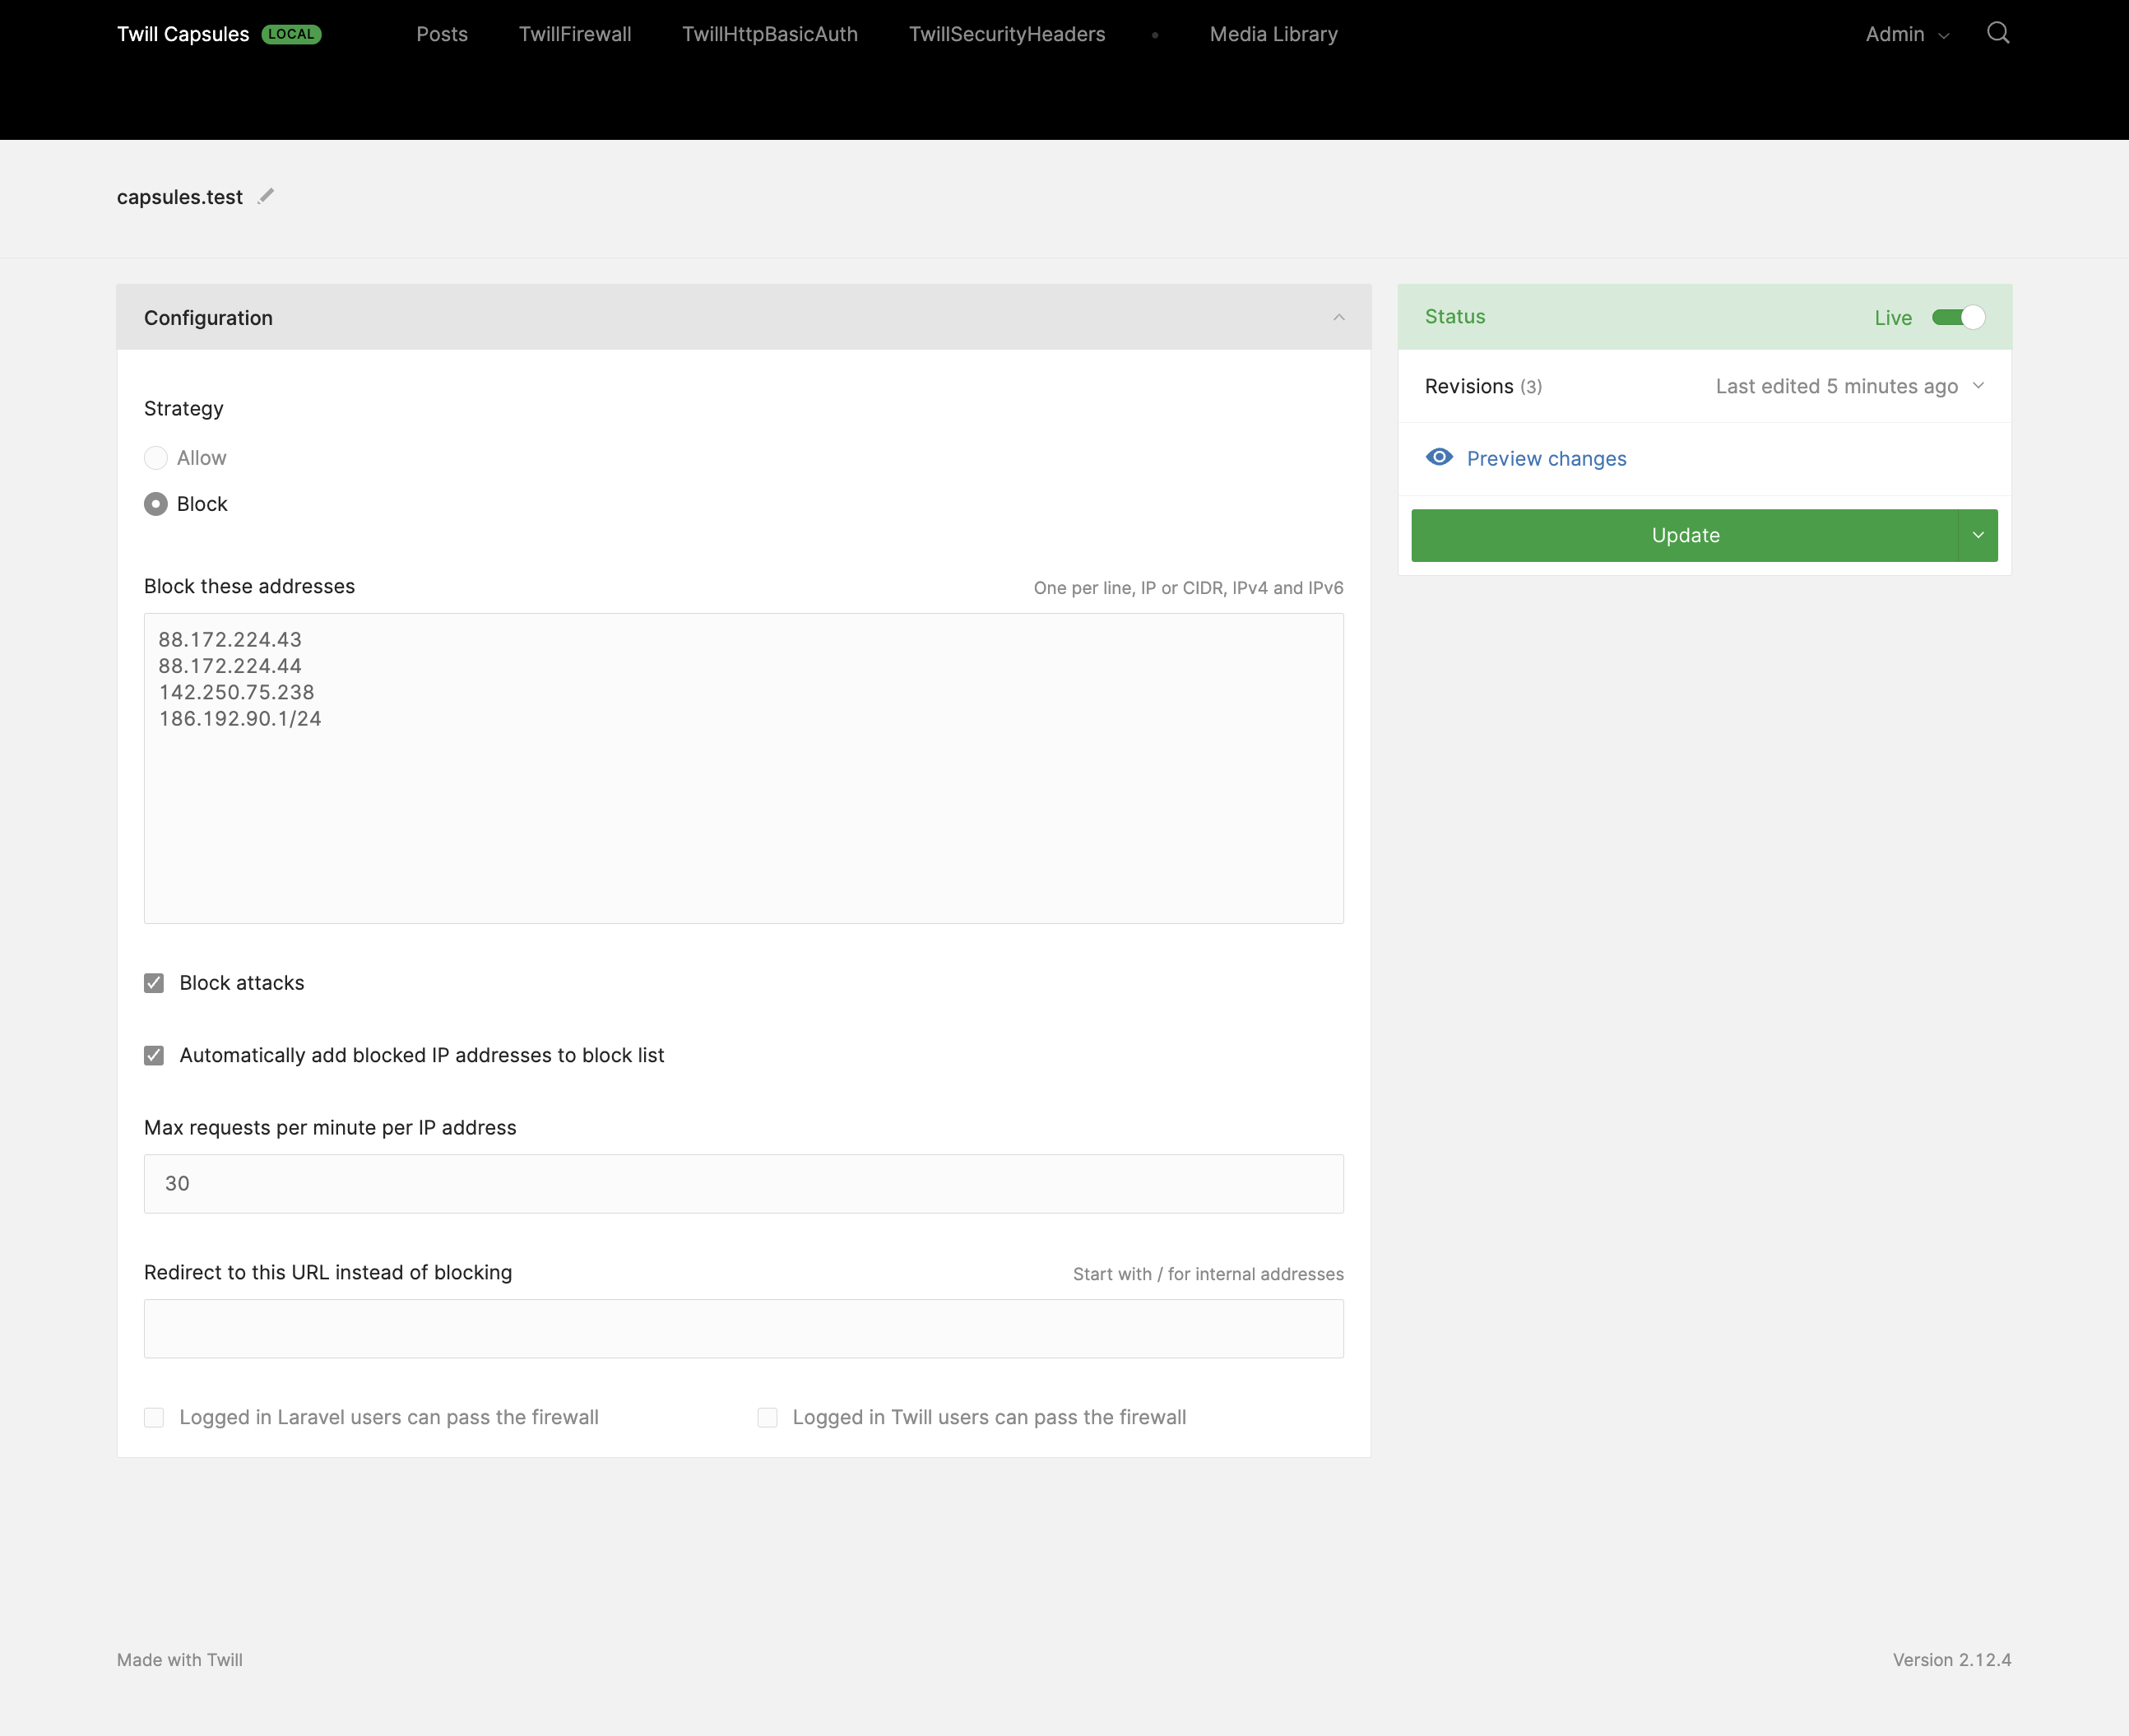 Twill Capsules LOCAL Posts TwillFirewall TwillHttpBasicAuth TwillSecurityHeaders • Media Library Admin
capsules.test
Configuration
Strategy
Allow
Block
Block these addresses One per line, IP or CIDR, IPv4 and IPv6
88.172.224.43
88.172.224.44
142.250.75.238
186.192.90.1/24
Block attacks
Automatically add blocked IP addresses to block list
Max requests per minute per IP address
30
Redirect to this URL instead of blocking Start with / for internal addresses
Logged in Laravel users can pass the firewall Logged in Twill users can pass the firewall
Status Live
Revisions (3) Last edited 5 minutes ago
Preview changes
Update
Made with Twill Version 2.12.4